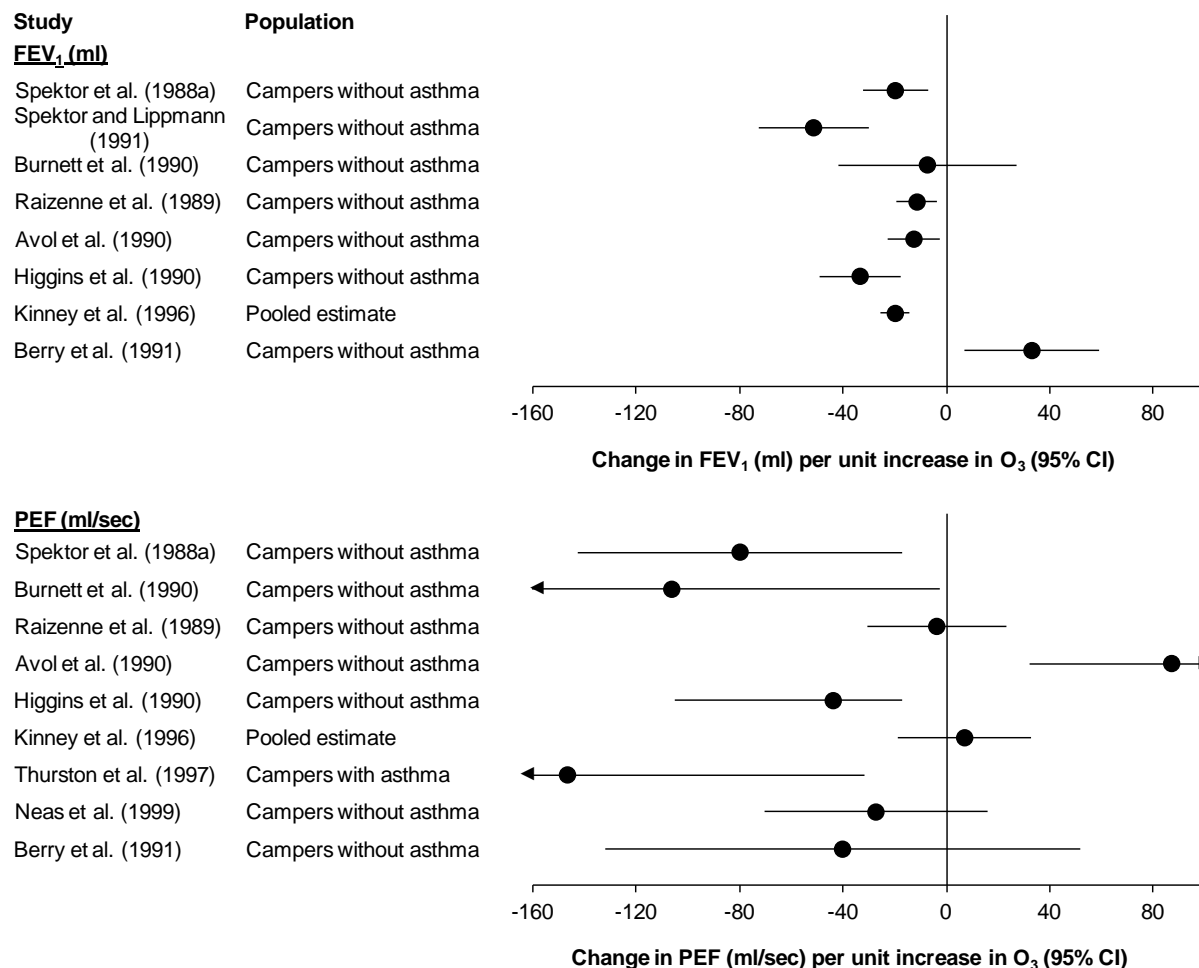 Study Population
FEV₁ (ml)
Spektor et al. (1988a) Campers without asthma
Spektor and Lippmann
(1991) Campers without asthma
Burnett et al. (1990) Campers without asthma
Raizenne et al. (1989) Campers without asthma
Avol et al. (1990) Campers without asthma
Higgins et al. (1990) Campers without asthma
Kinney et al. (1996) Pooled estimate
Berry et al. (1991) Campers without asthma
-160 -120 -80 -40 0 40 80
Change in FEV₁ (ml) per unit increase in O₃ (95% CI)
PEF (ml/sec)
Spektor et al. (1988a) Campers without asthma
Burnett et al. (1990) Campers without asthma
Raizenne et al. (1989) Campers without asthma
Avol et al. (1990) Campers without asthma
Higgins et al. (1990) Campers without asthma
Kinney et al. (1996) Pooled estimate
Thurston et al. (1997) Campers with asthma
Neas et al. (1999) Campers without asthma
Berry et al. (1991) Campers without asthma
-160 -120 -80 -40 0 40 80
Change in PEF (ml/sec) per unit increase in O₃ (95% CI)